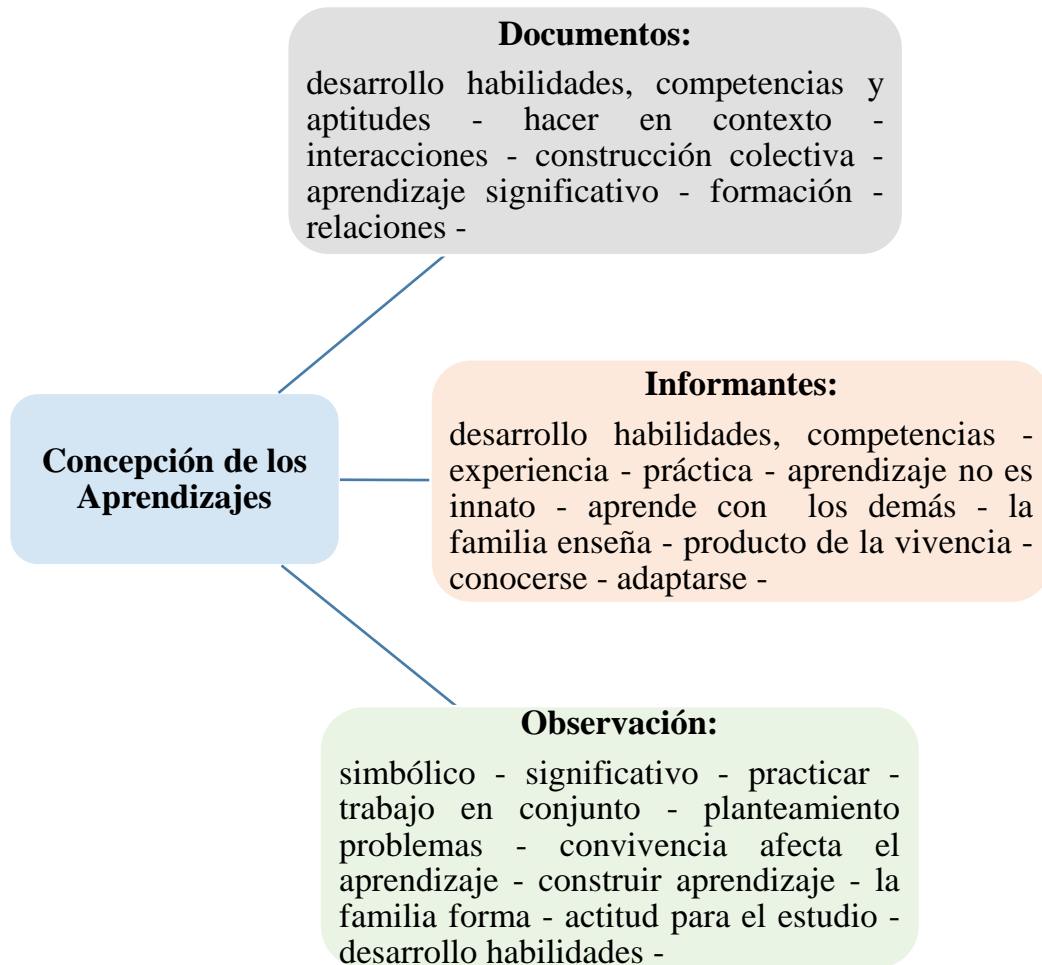 Documentos:
desarrollo habilidades, competencias y
aptitudes - hacer en contexto -
interacciones - construcción colectiva -
aprendizaje significativo - formación -
relaciones -
Concepción de los
Aprendizajes
Informantes:
desarrollo habilidades, competencias -
experiencia - práctica - aprendizaje no es
innato - aprende con los demás - la
familia enseña - producto de la vivencia -
conocerse - adaptarse -
Observación:
simbólico - significativo - practicar -
trabajo en conjunto - planteamiento
problemas - convivencia afecta el
aprendizaje - construir aprendizaje - la
familia forma - actitud para el estudio -
desarrollo habilidades -